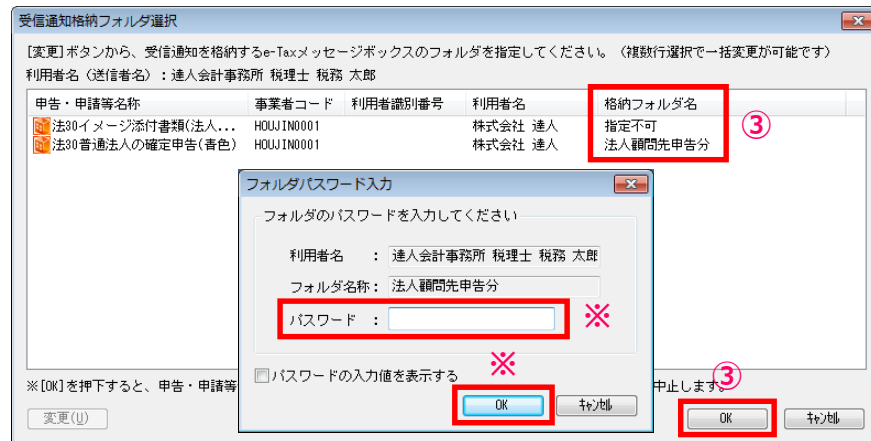 受信通知格納フォルダ選択
[変更]ボタンから、受信通知を格納するe-Taxメッセージボックスのフォルダを指定してください。（複数行選択で一括変更が可能です）
利用者名（送信者名）：達人会計事務所 税理士 税務 太郎
申告・申請等名称 事業者コード 利用者識別番号 利用者名 格納フォルダ名
法30イメージ添付書類(法人... HOUJIN0001 株式会社 達人 指定不可 ③
法30普通法人の確定申告(青色) HOUJIN0001 株式会社 達人 法人顧問先申告分
フォルダパスワード入力
フォルダのパスワードを入力してください
利用者名 ： 達人会計事務所 税理士 税務 太郎
フォルダ名称： 法人顧問先申告分
パスワード ： ※
□パスワードの入力値を表示する ※
OK ｷｬﾝｾﾙ
※[OK]を押下すると、申告・申請等 中止します。 ③
変更(U) OK ｷｬﾝｾﾙ